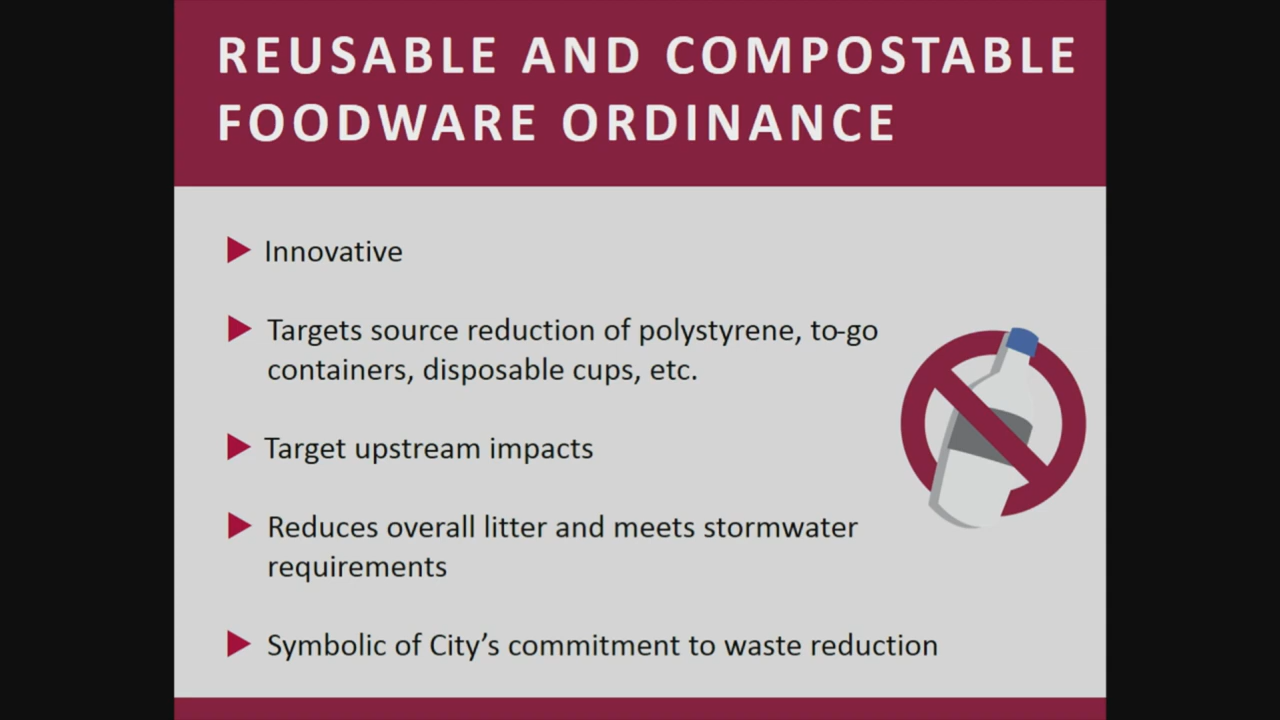 REUSABLE AND COMPOSTABLE
FOODWARE ORDINANCE
Innovative
Targets source reduction of polystyrene, to-go
containers, disposable cups, etc.
Target upstream impacts
Reduces overall litter and meets stormwater
requirements
Symbolic of City’s commitment to waste reduction